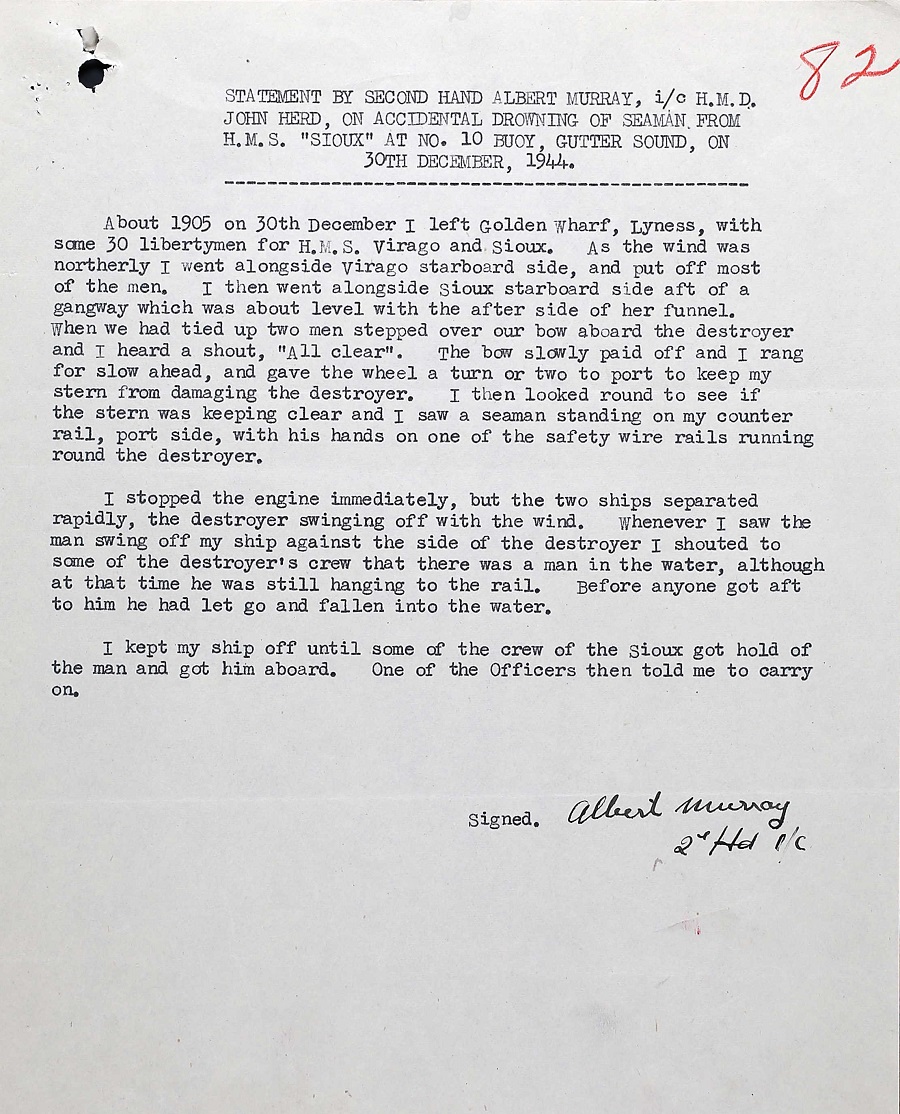 82
STATEMENT BY SECOND HAND ALBERT MURRAY, i/c H.M.D.
JOHN HERD, ON ACCIDENTAL DROWNING OF SEAMAN FROM
H.M.S. "SIOUX" AT NO. 10 BUOY, GUTTER SOUND, ON
30TH DECEMBER, 1944.
About 1905 on 30th December I left Golden Wharf, Lyness, with
some 30 libertymen for H.M.S. Virago and Sioux. As the wind was
northerly I went alongside Virago starboard side, and put off most
of the men. I then went alongside Sioux starboard side aft of a
gangway which was about level with the after side of her funnel.
When we had tied up two men stepped over our bow aboard the destroyer
and I heard a shout, "All clear". The bow slowly paid off and I rang
for slow ahead, and gave the wheel a turn or two to port to keep my
stern from damaging the destroyer. I then looked round to see if
the stern was keeping clear and I saw a seaman standing on my counter
rail, port side, with his hands on one of the safety wire rails running
round the destroyer.
I stopped the engine immediately, but the two ships separated
rapidly, the destroyer swinging off with the wind. Whenever I saw the
man swing off my ship against the side of the destroyer I shouted to
some of the destroyer's crew that there was a man in the water, although
at that time he was still hanging to the rail. Before anyone got aft
to him he had let go and fallen into the water.
I kept my ship off until some of the crew of the Sioux got hold of
the man and got him aboard. One of the Officers then told me to carry
on.
Signed. Albert Murray
2d Hd i/c